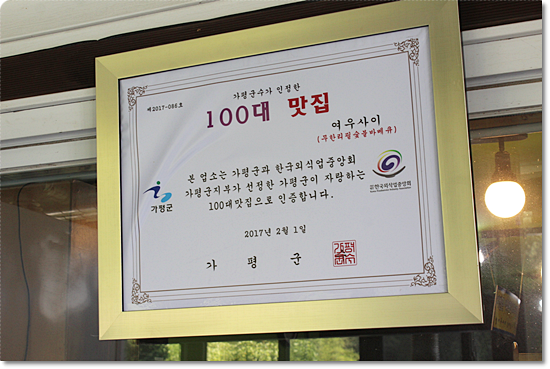 제2017-086호
가평군수가 인정한
100대 맛집
여우사이
(무한리필숯불바베큐)
본 업소는 가평군과 한국외식업중앙회
가평군지부가 선정한 가평군이 자랑하는
100대맛집으로 인증합니다.
가평군
한국외식업중앙회
2017년 2월 1일
가 평 군